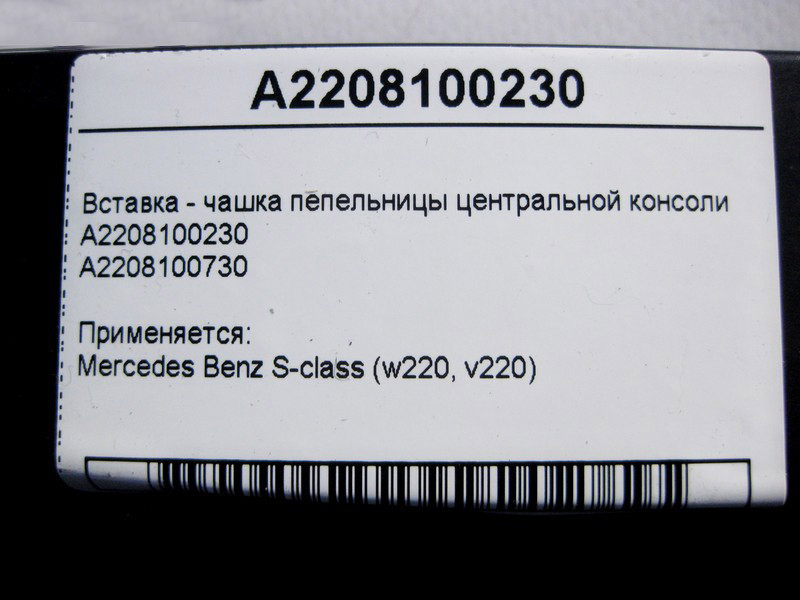 A2208100230
Вставка - чашка пепельницы центральной консоли
A2208100230
A2208100730
Применяется:
Mercedes Benz S-class (w220, v220)